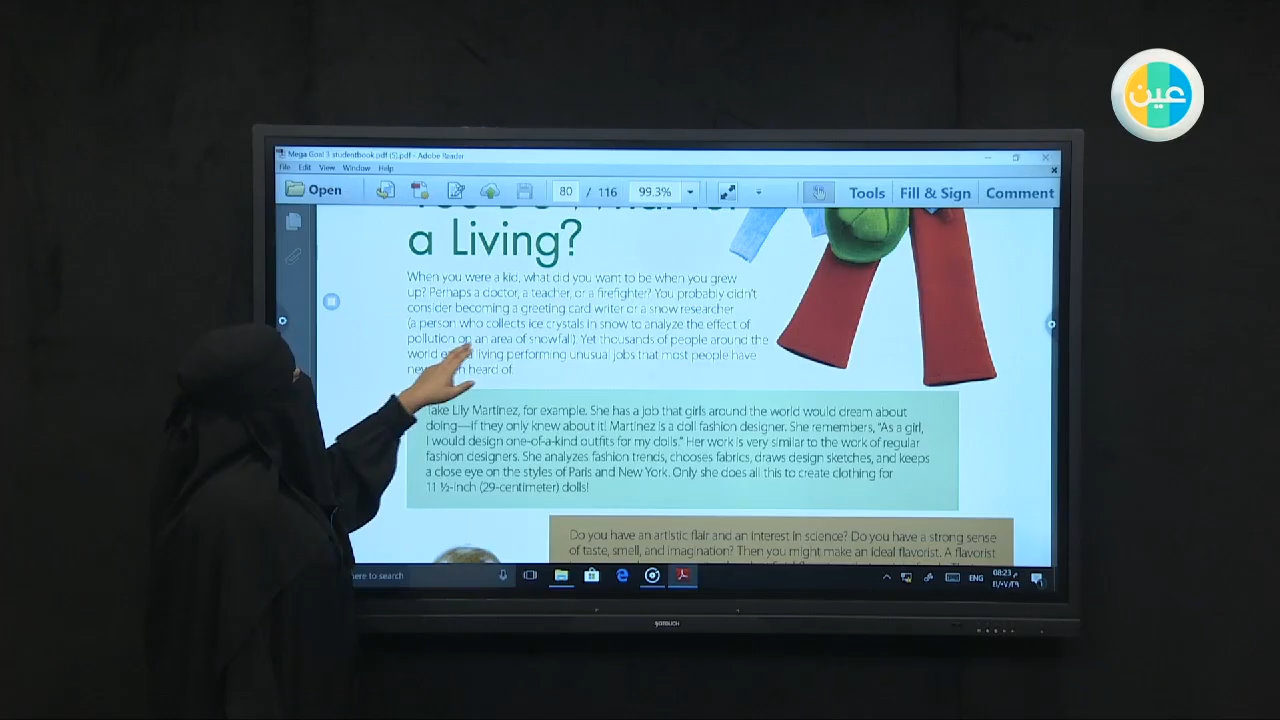 عين
Mega Goal 3 studentbook.pdf (5).pdf - Adobe Reader
File Edit View Window Help
Open 80 / 116 99.3% Tools Fill & Sign Comment
a Living?
When you were a kid, what did you want to be when you grew
up? Perhaps a doctor, a teacher, or a firefighter? You probably didn't
consider becoming a greeting card writer or a snow researcher
(a person who collects ice crystals in snow to analyze the effect of
pollution on an area of snowfall). Yet thousands of people around the
world living performing unusual jobs that most people have
heard of.
Take Lily Martinez, for example. She has a job that girls around the world would dream about
doing—if they only knew about it! Martinez is a doll fashion designer. She remembers, "As a girl,
I would design one-of-a-kind outfits for my dolls." Her work is very similar to the work of regular
fashion designers. She analyzes fashion trends, chooses fabrics, draws design sketches, and keeps
a close eye on the styles of Paris and New York. Only she does all this to create clothing for
11 ½-inch (29-centimeter) dolls!
Do you have an artistic flair and an interest in science? Do you have a strong sense
of taste, smell, and imagination? Then you might make an ideal flavorist. A flavorist
here to search
ENG
08:23